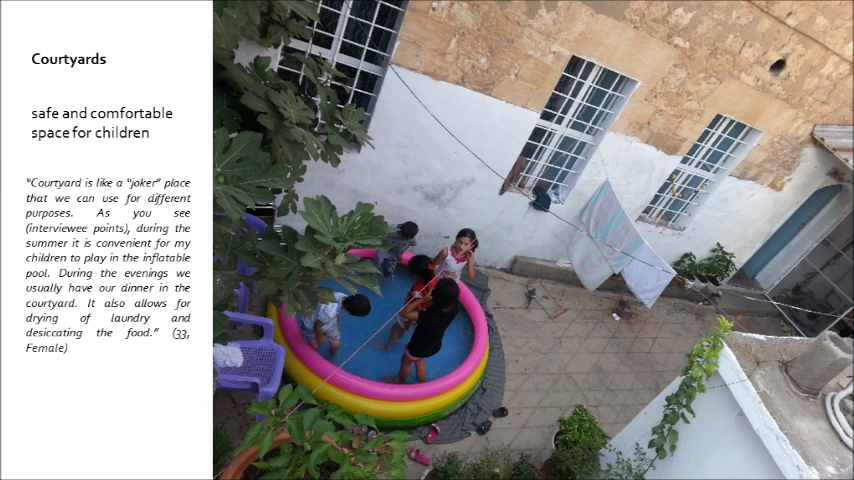 Courtyards
safe and comfortable
space for children
“Courtyard is like a “joker” place
that we can use for different
purposes. As you see
(interviewee points), during the
summer it is convenient for my
children to play in the inflatable
pool. During the evenings we
usually have our dinner in the
courtyard. It also allows for
drying of laundry and
desiccating the food.” (33,
Female)